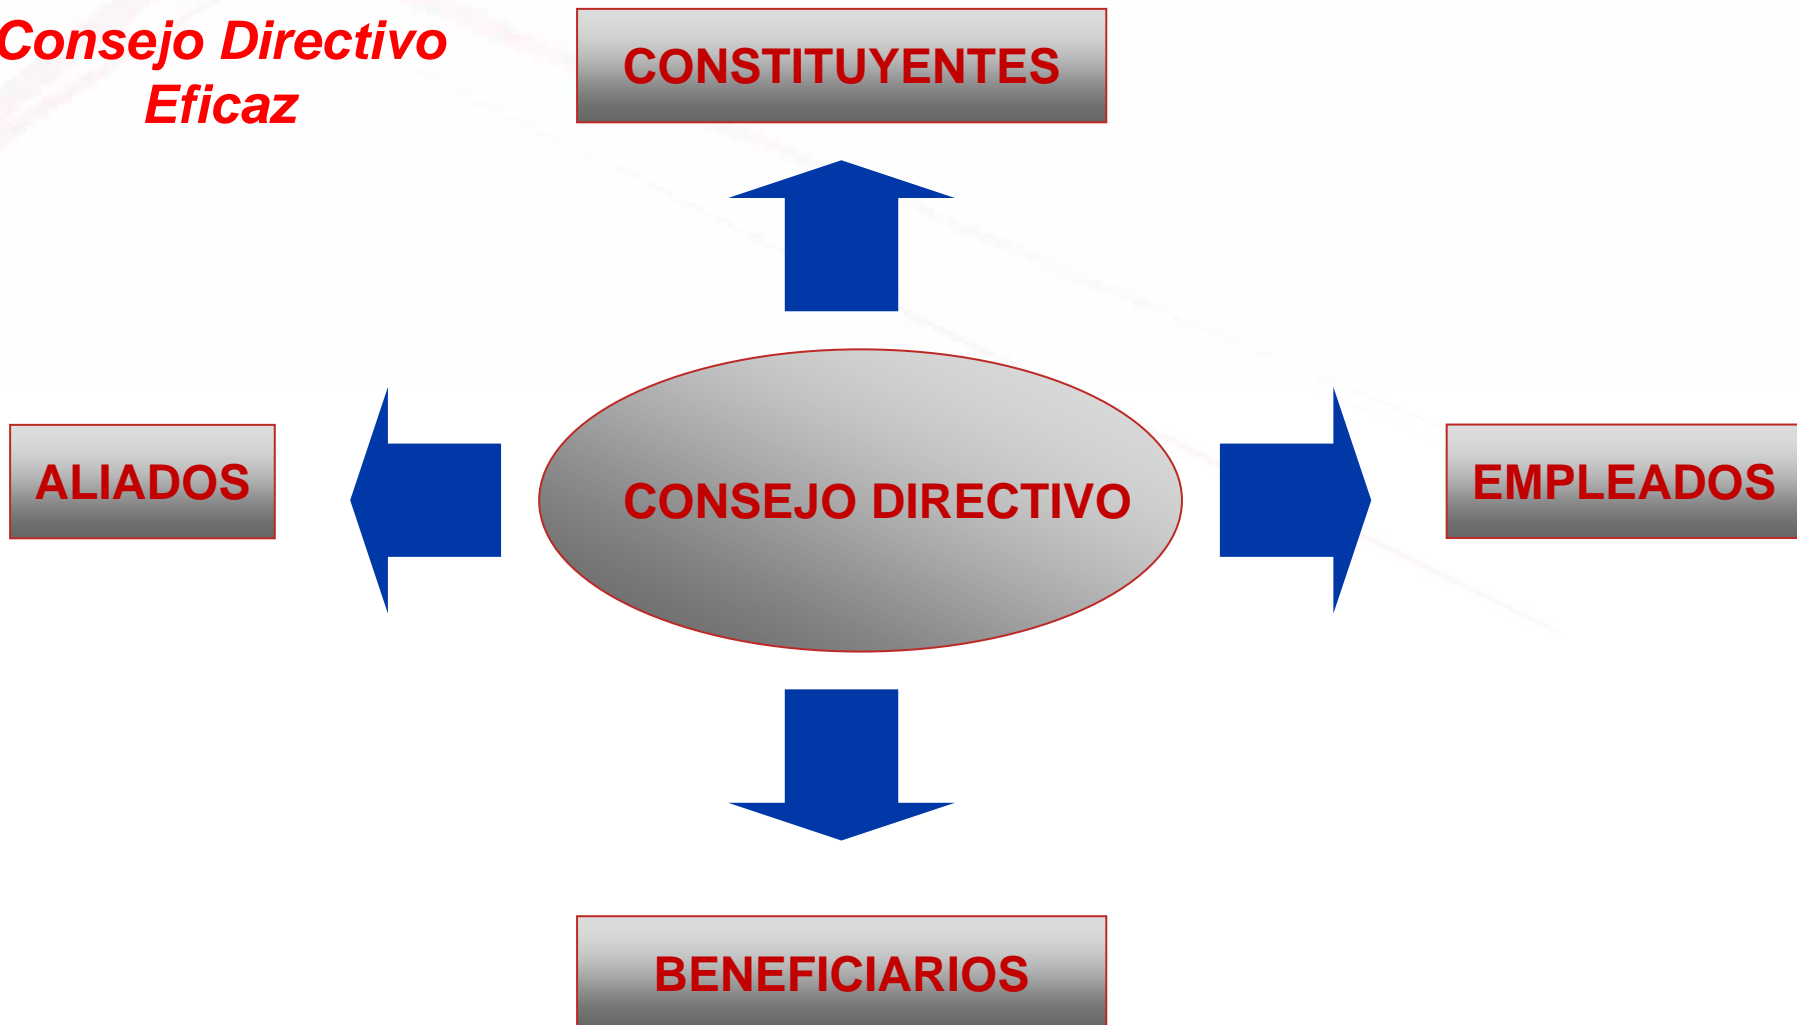 Consejo Directivo
Eficaz
CONSTITUYENTES
ALIADOS
CONSEJO DIRECTIVO
EMPLEADOS
BENEFICIARIOS